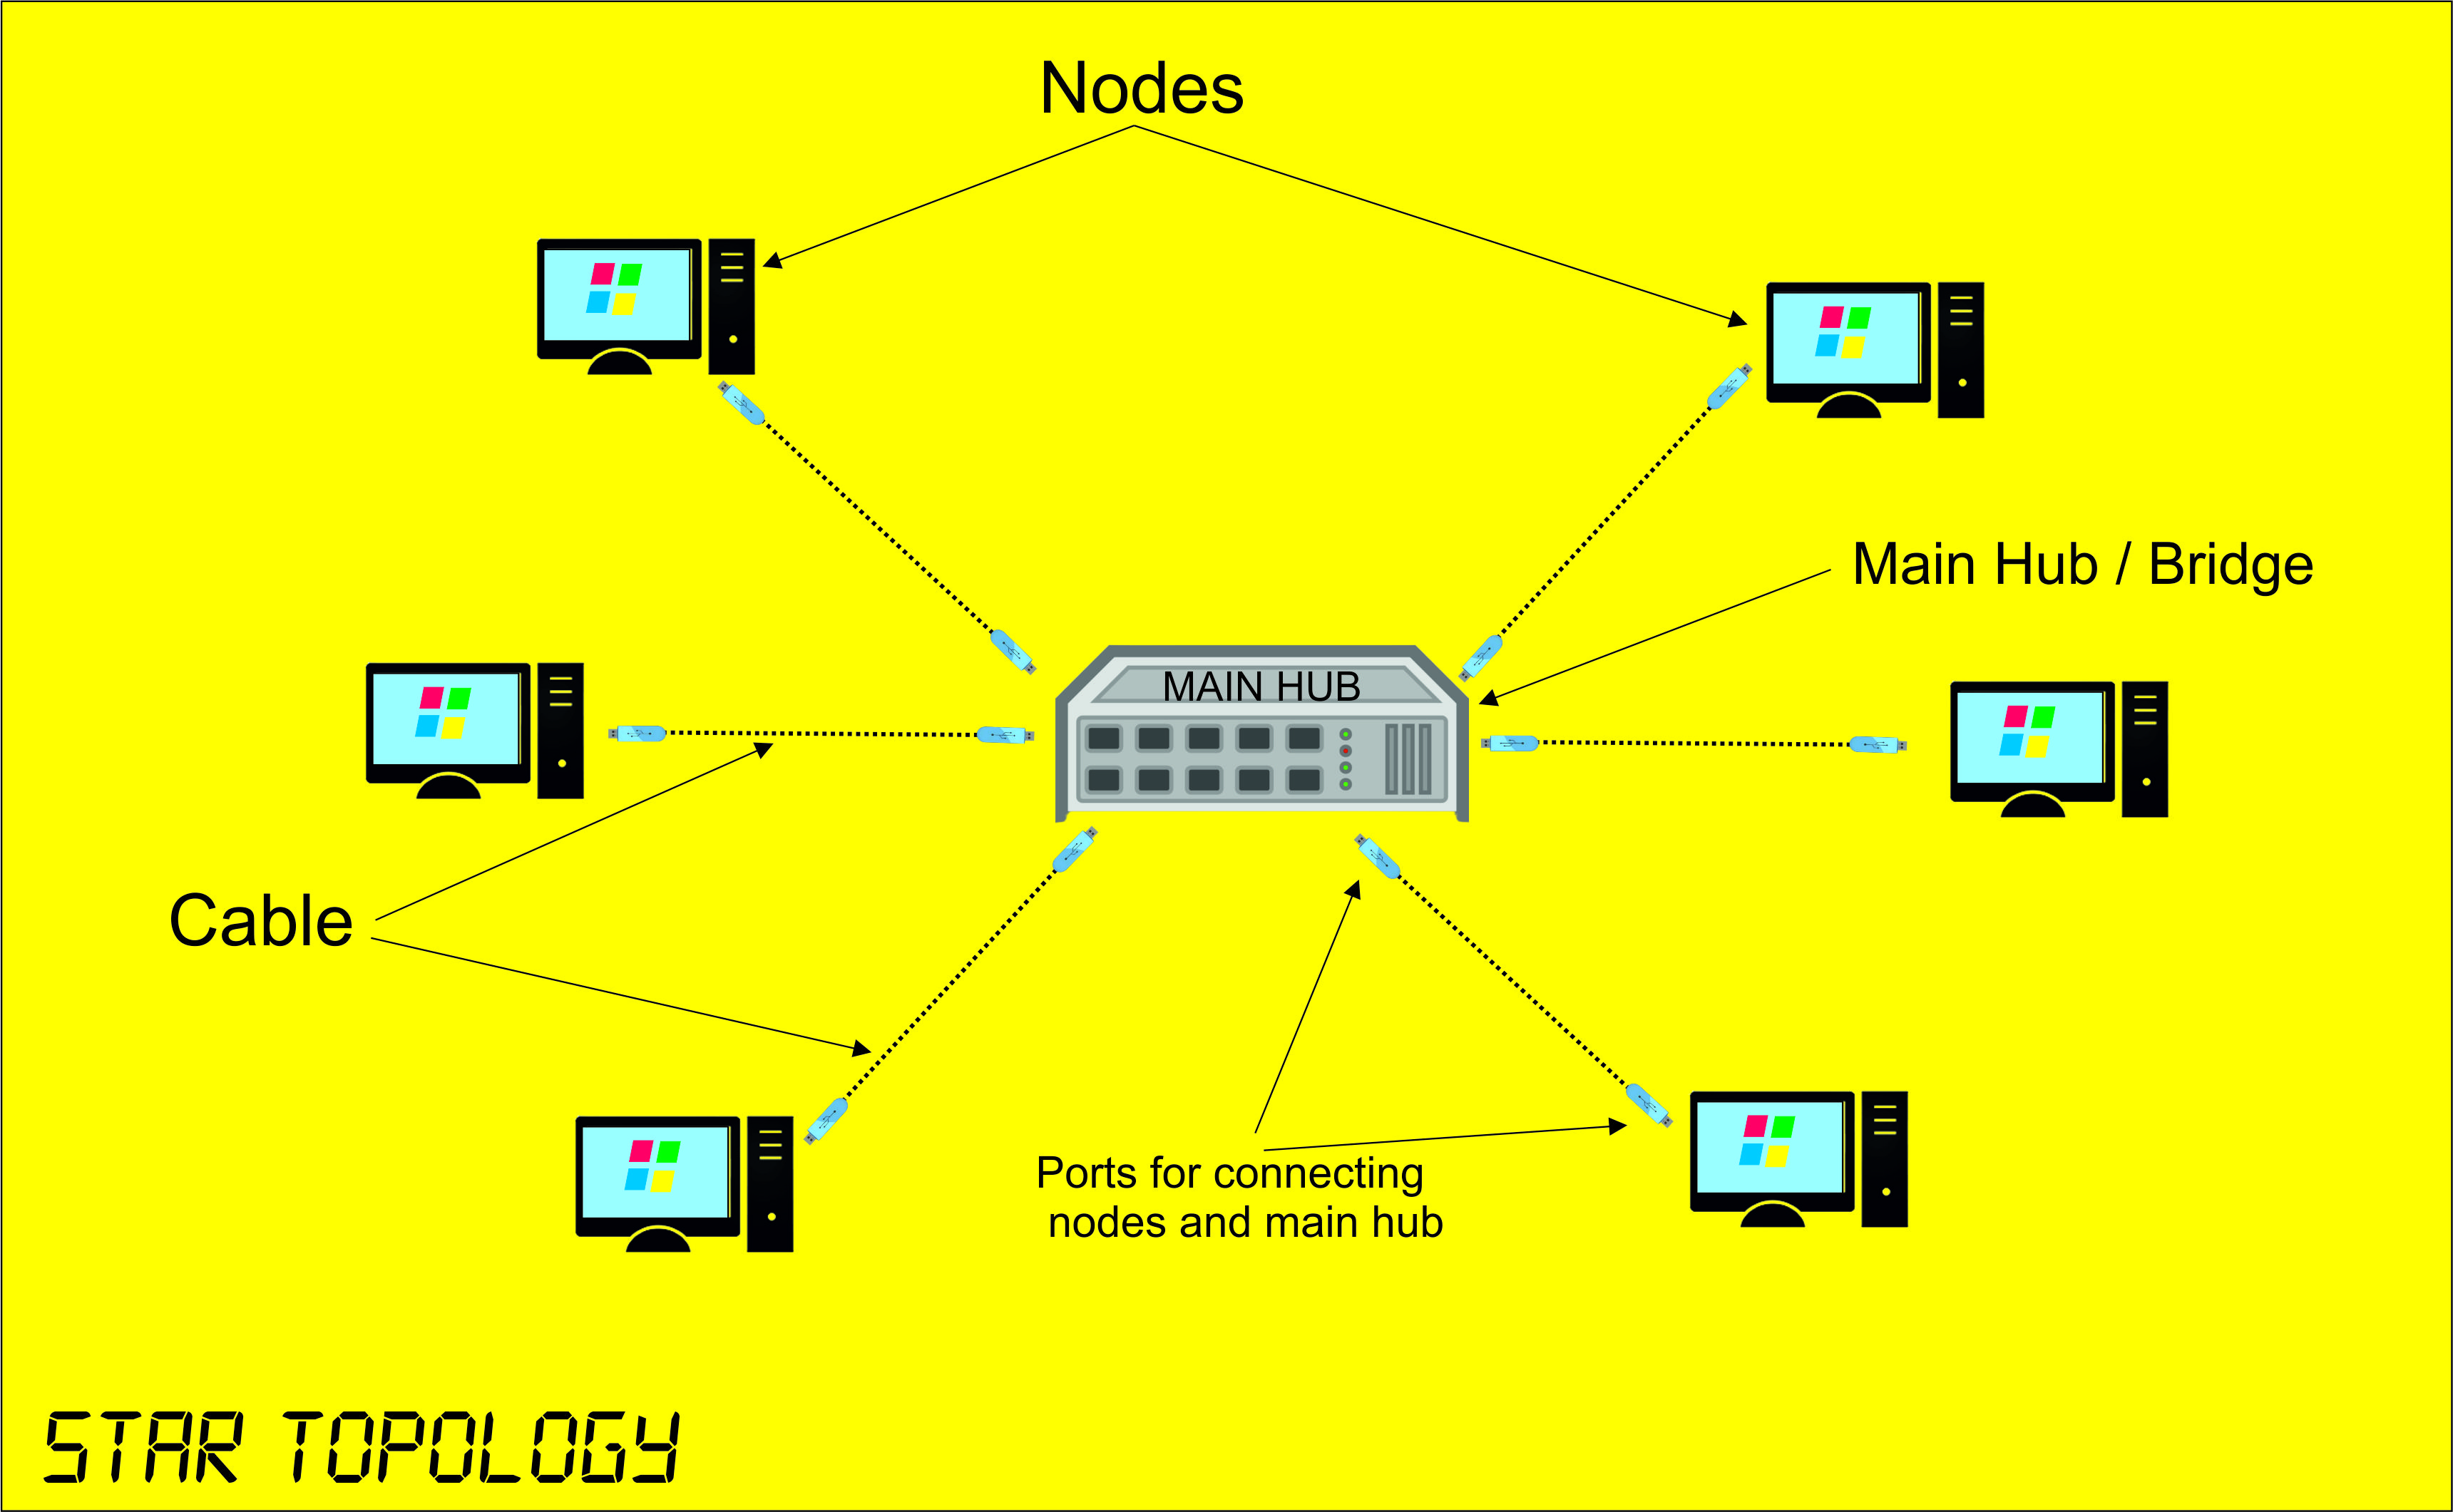 Nodes
Main Hub / Bridge
MAIN HUB
Cable
Ports for connecting
nodes and main hub
STAR TOPOLOGY